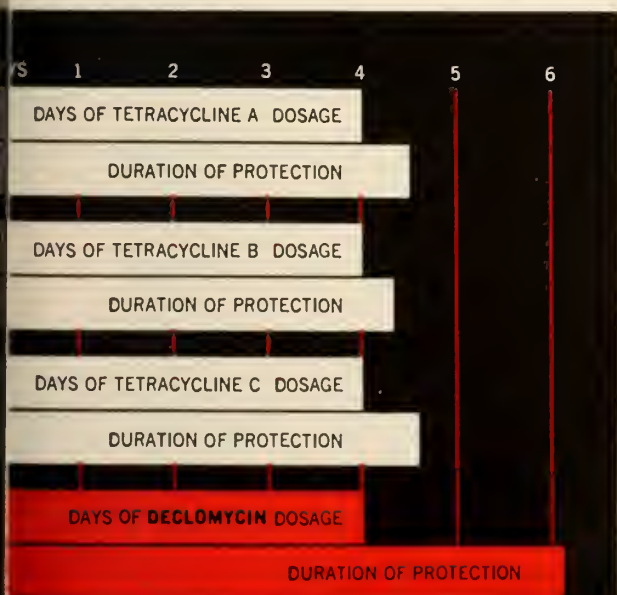 YS 1 2 3 4 5 6
DAYS OF TETRACYCLINE A DOSAGE
DURATION OF PROTECTION
DAYS OF TETRACYCLINE B DOSAGE
DURATION OF PROTECTION
DAYS OF TETRACYCLINE C DOSAGE
DURATION OF PROTECTION
DAYS OF DECLOMYCIN DOSAGE
DURATION OF PROTECTION